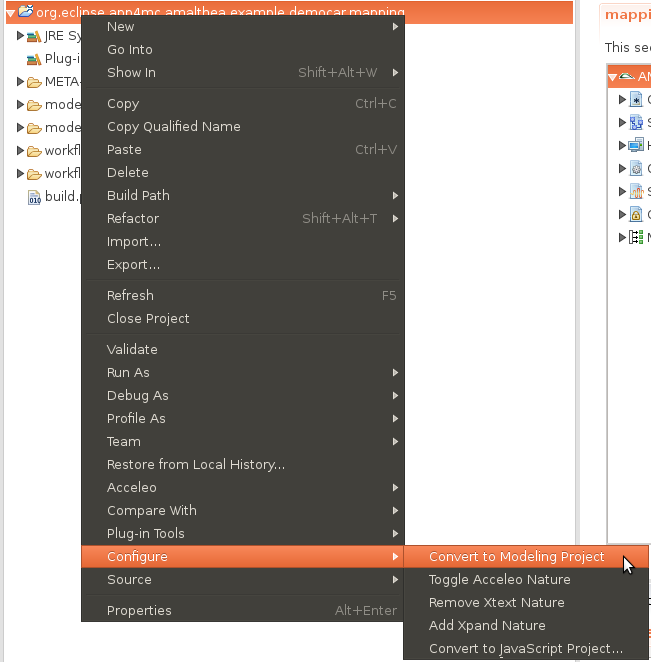 org.eclipse.app4mc.amalthea.example.democar.mapping
New
Go Into
Show In Shift+Alt+W
Copy Ctrl+C
Copy Qualified Name
Paste Ctrl+V
Delete
Build Path
Refactor Shift+Alt+T
Import...
Export...
Refresh F5
Close Project
Validate
Run As
Debug As
Profile As
Team
Restore from Local History...
Acceleo
Compare With
Plug-in Tools
Configure
Source
Properties Alt+Enter
Convert to Modeling Project
Toggle Acceleo Nature
Remove Xtext Nature
Add Xpand Nature
Convert to JavaScript Project...
JRE Sy
Plug-i
META-
mode
mode
workfl
workfl
build.p
mappi
This sec
AM